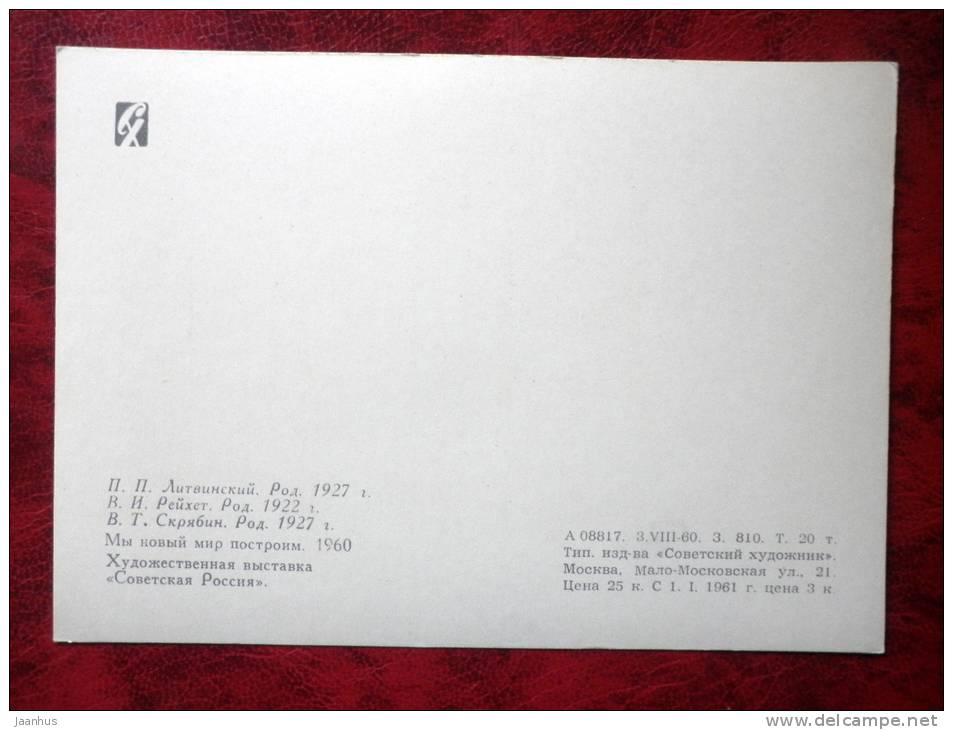 СХ
П. П. Литвинский. Род. 1927 г.
В. И. Рейхет. Род. 1922 г.
В. Т. Скрябин. Род. 1927 г.
Мы новый мир построим. 1960
Художественная выставка
«Советская Россия».
А 08817. 3.VIII-60. З. 810. Т. 20 т.
Тип. изд-ва «Советский художник».
Москва, Мало-Московская ул., 21.
Цена 25 к. С 1. I. 1961 г. цена 3 к
jaanhus
www.delcampe.net